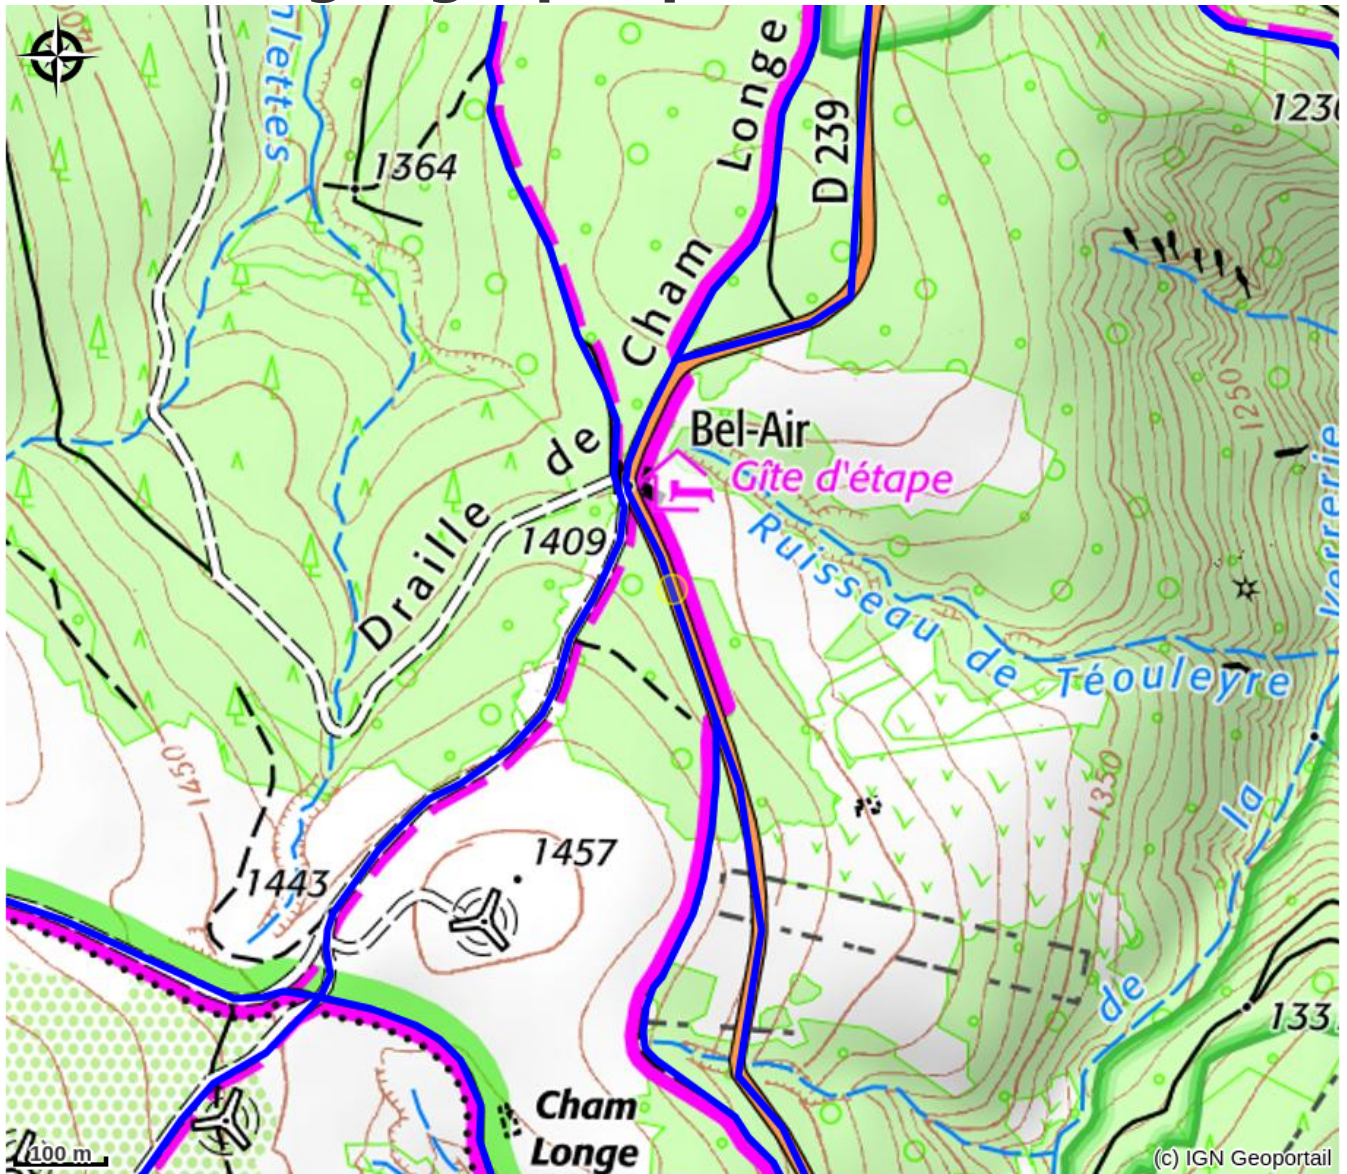 nlettes
Longe
1230
1364
D 239
Cham
1250
Bel-Air
de
Gîte d'étape
Verrerie
1409
Draille
Ruisseau de Téouleyre
1450
1350
la
1457
1443
de
133
Cham
Longe
100 m
(c) IGN Geoportail